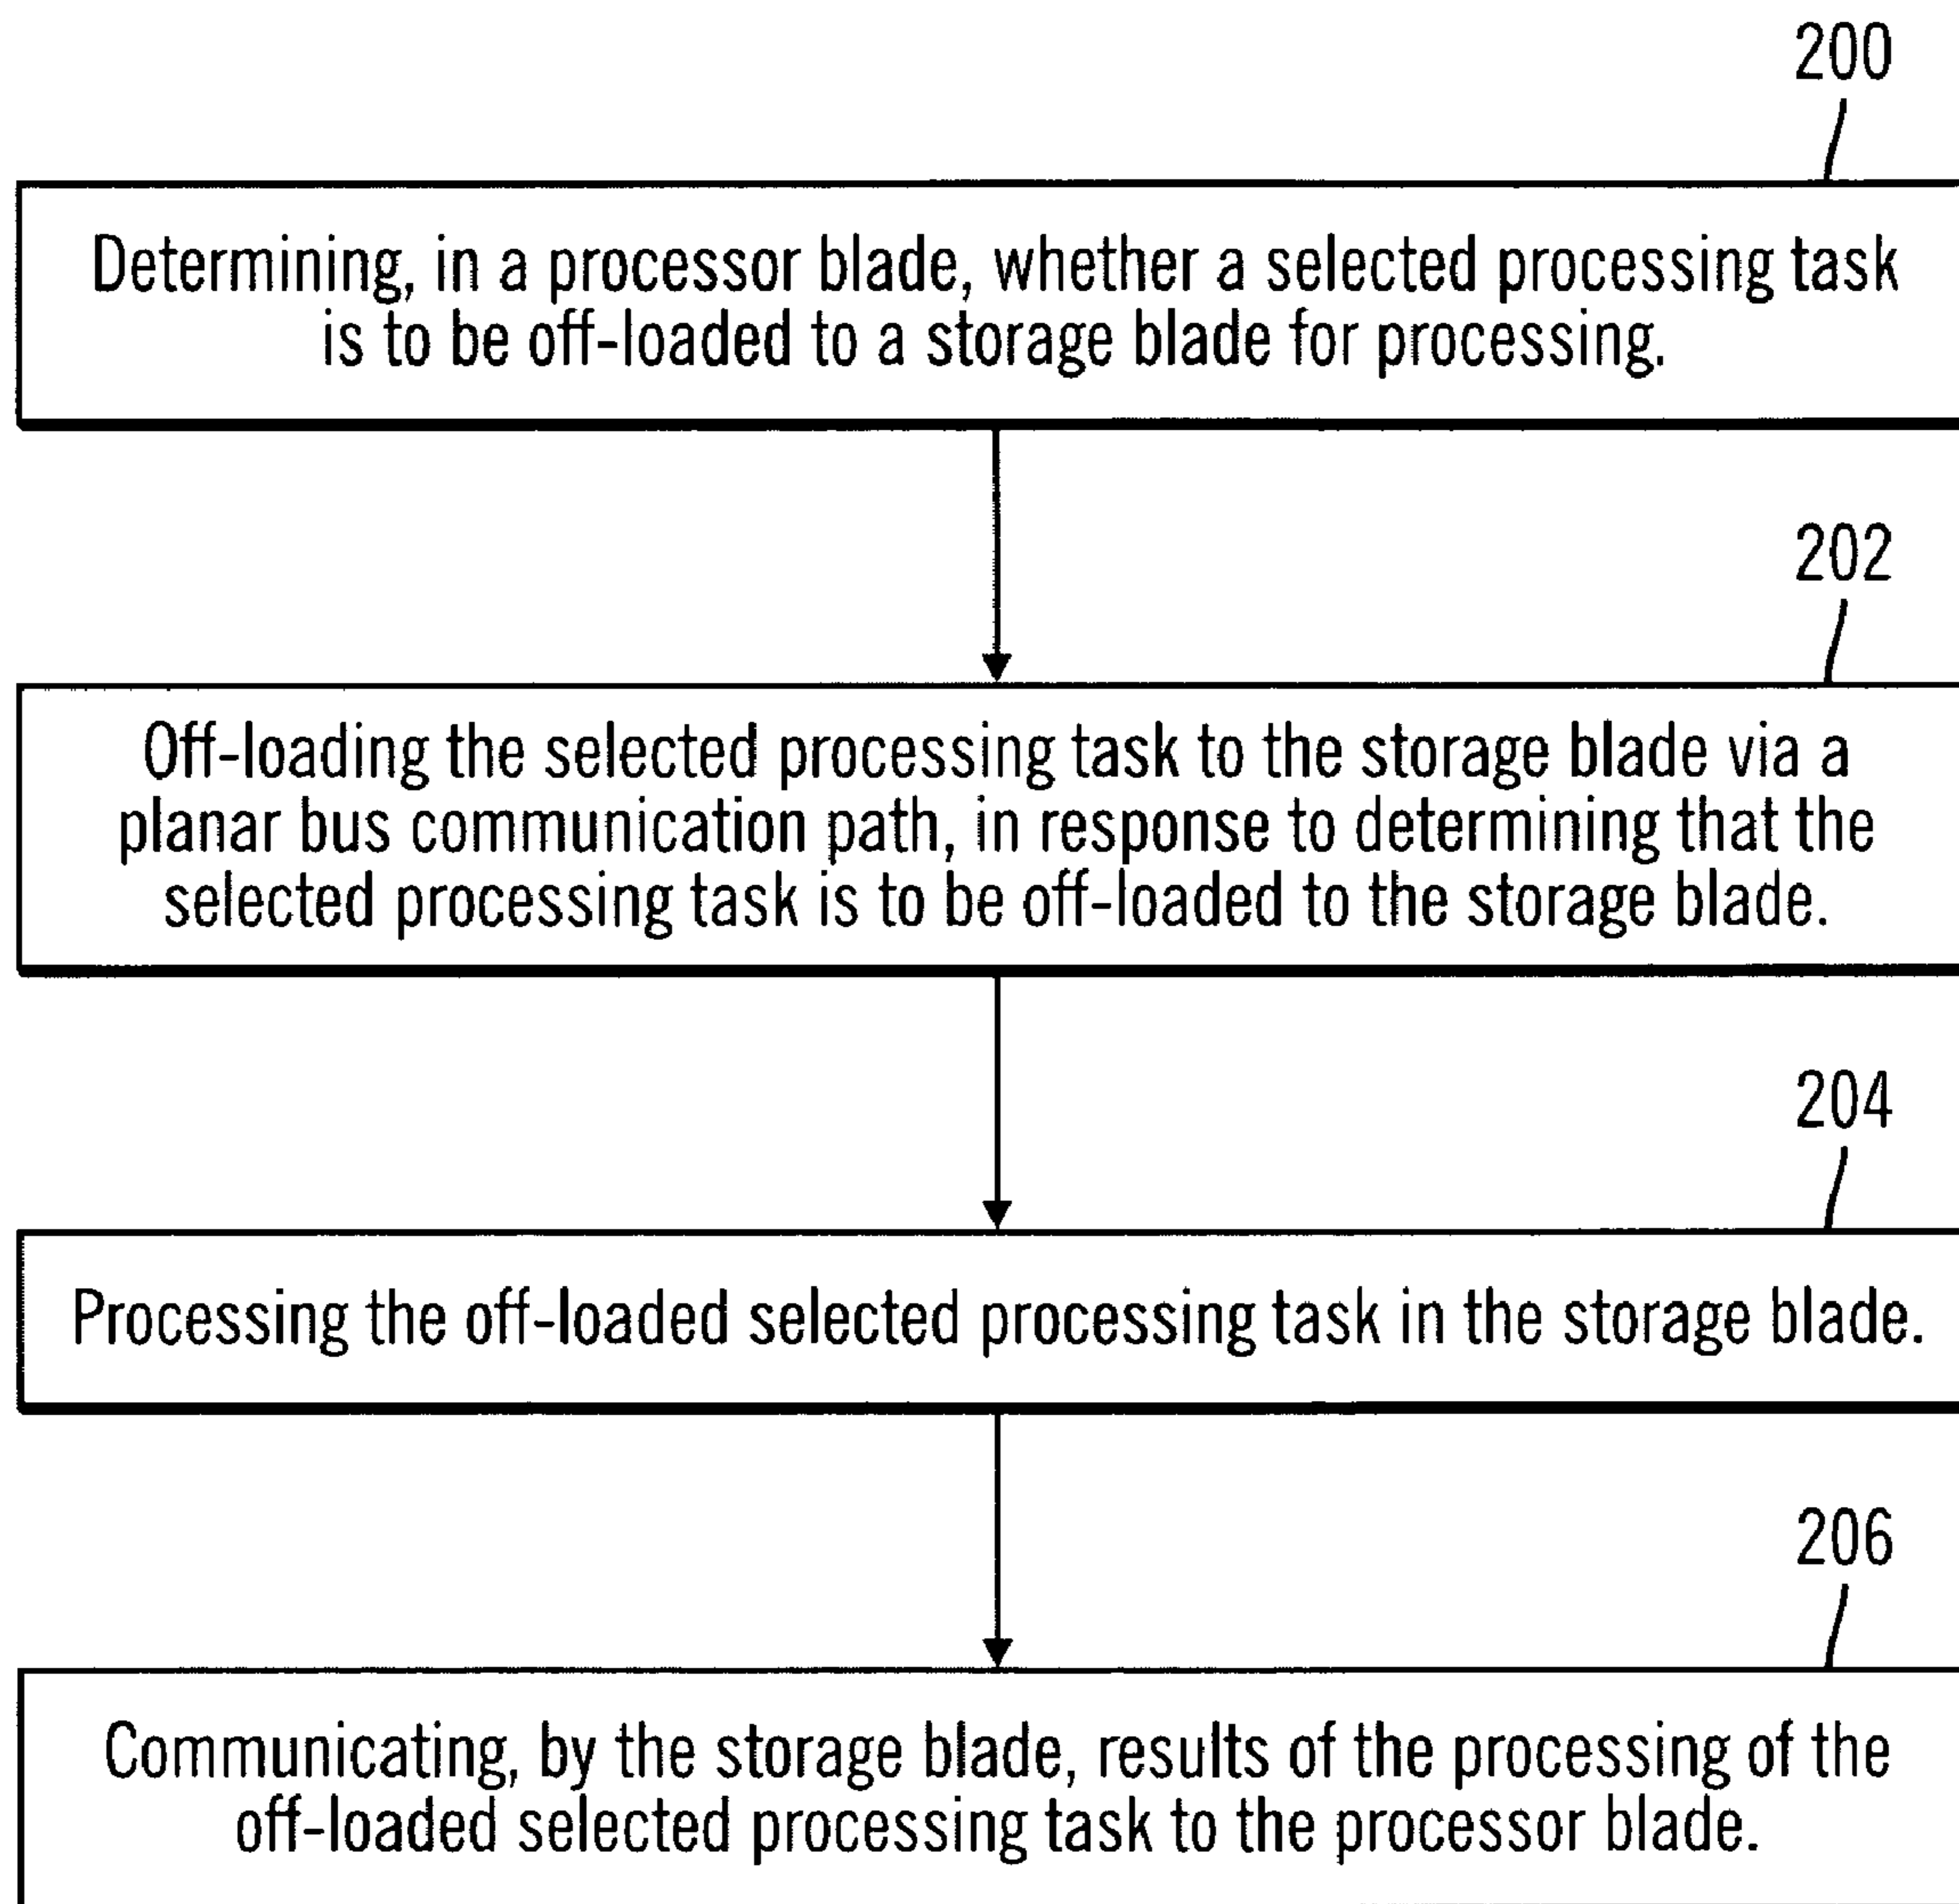 200
Determining, in a processor blade, whether a selected processing task
is to be off-loaded to a storage blade for processing.
202
Off-loading the selected processing task to the storage blade via a
planar bus communication path, in response to determining that the
selected processing task is to be off-loaded to the storage blade.
204
Processing the off-loaded selected processing task in the storage blade.
206
Communicating, by the storage blade, results of the processing of the
off-loaded selected processing task to the processor blade.